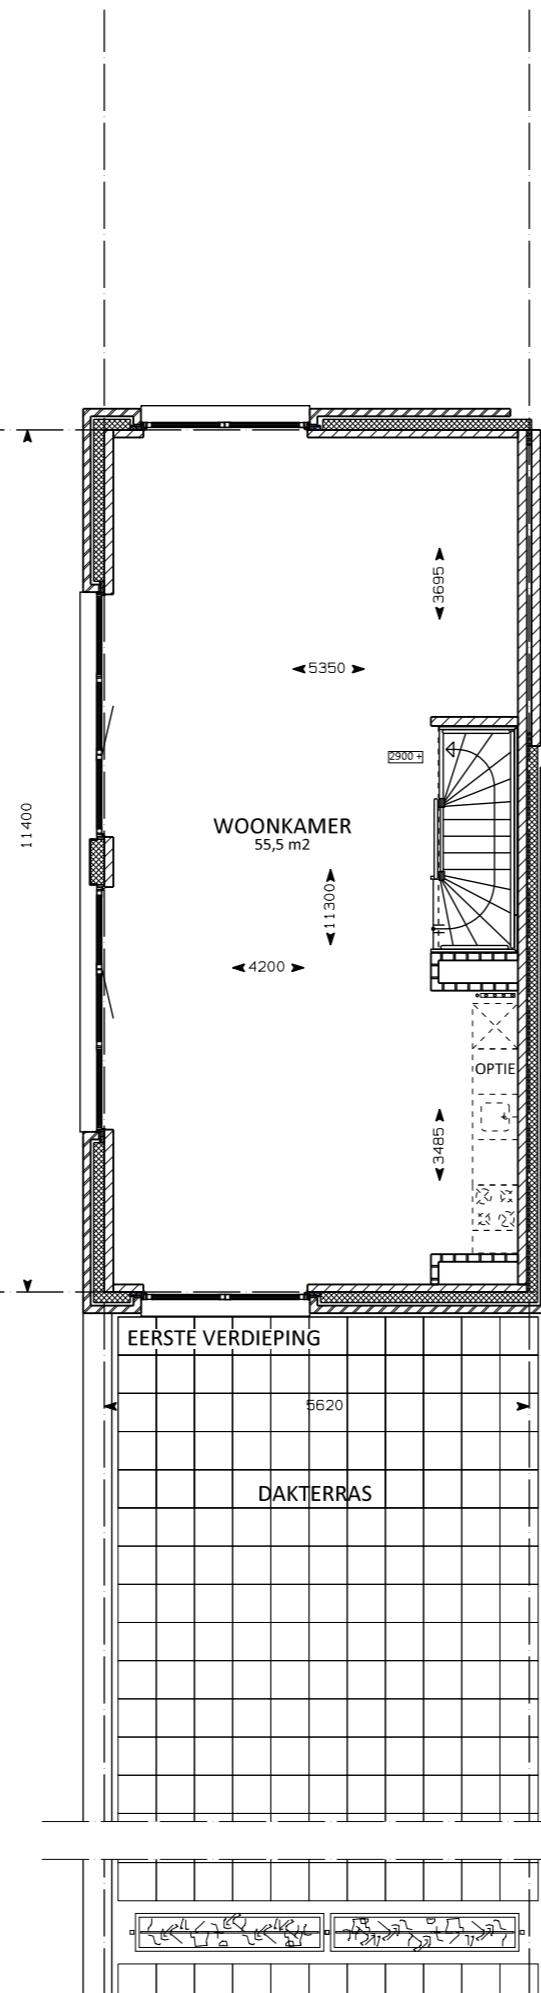 3695
5350
2900 +
11400
WOONKAMER
55,5 m2
11300
4200
OPTIE
3485
EERSTE VERDIEPING
5620
DAKTERRAS